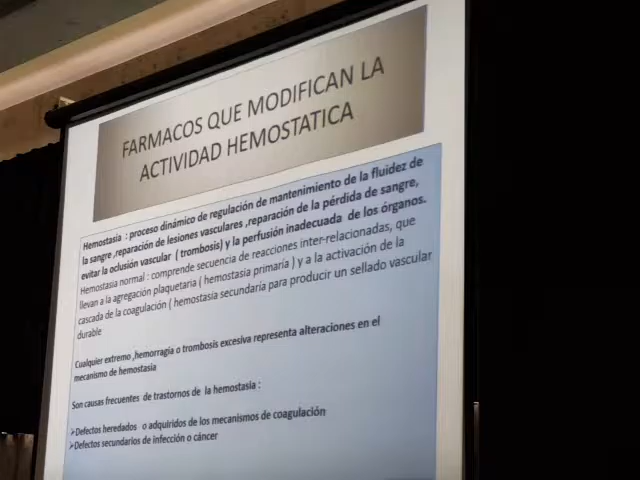 FARMACOS QUE MODIFICAN LA
ACTIVIDAD HEMOSTATICA
Hemostasia : proceso dinámico de regulación de mantenimiento de la fluidez de
la sangre ,reparación de lesiones vasculares ,reparación de la pérdida de sangre,
evitar la oclusión vascular ( trombosis) y la perfusión inadecuada de los órganos.
Hemostasia normal : comprende secuencia de reacciones inter-relacionadas, que
llevan a la agregación plaquetaria ( hemostasia primaria ) y a la activación de la
cascada de la coagulación ( hemostasia secundaria para producir un sellado vascular
durable
Cualquier extremo ,hemorragia o trombosis excesiva representa alteraciones en el
mecanismo de hemostasia
Son causas frecuentes de trastornos de la hemostasia :
➤Defectos heredados o adquiridos de los mecanismos de coagulación
➤Defectos secundarios de infección o cáncer